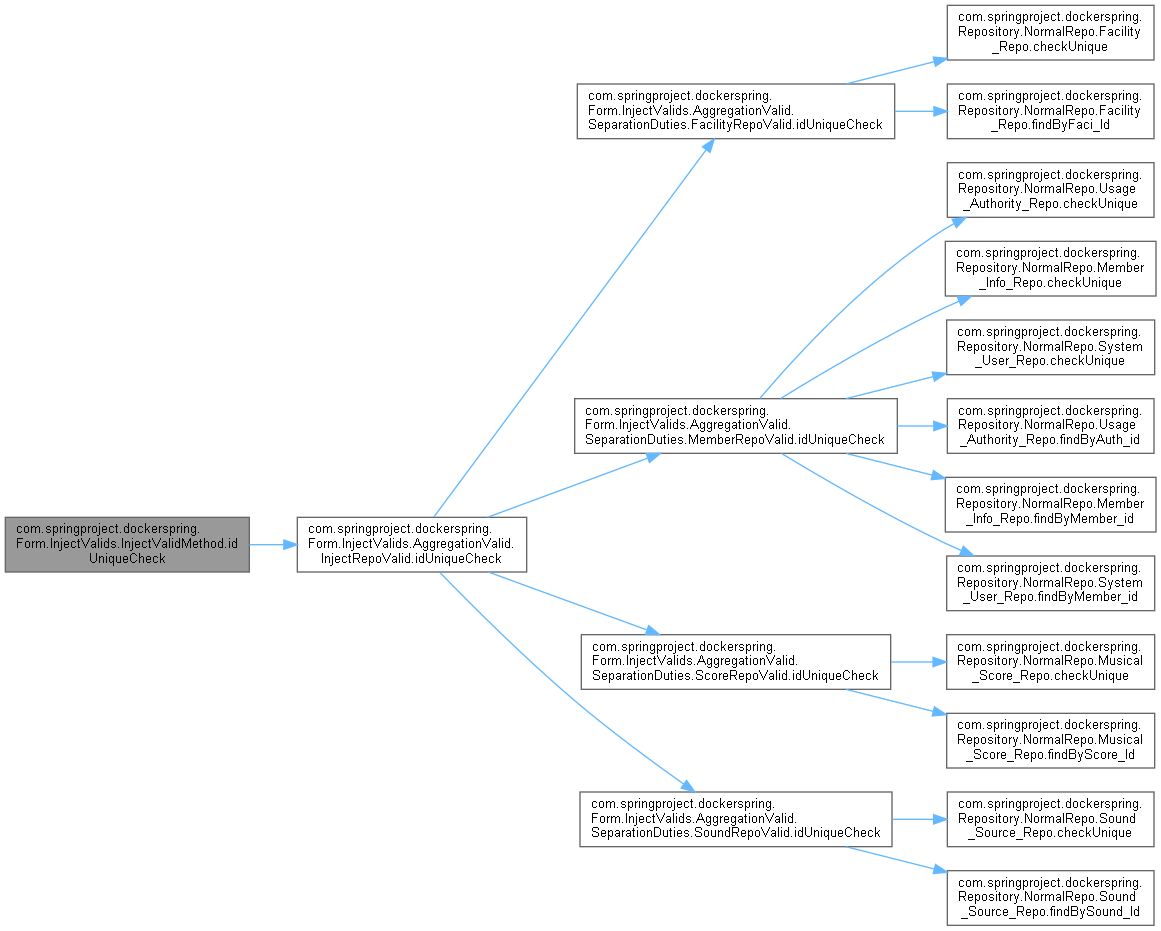 com.springproject.dockerspring.
Form.InjectValids.InjectValidMethod.id
UniqueCheck
com.springproject.dockerspring.
Form.InjectValids.AggregationValid.
InjectRepoValid.idUniqueCheck
com.springproject.dockerspring.
Form.InjectValids.AggregationValid.
SeparationDuties.FacilityRepoValid.idUniqueCheck
com.springproject.dockerspring.
Repository.NormalRepo.Facility
_Repo.checkUnique
com.springproject.dockerspring.
Repository.NormalRepo.Facility
_Repo.findByFaci_Id
com.springproject.dockerspring.
Form.InjectValids.AggregationValid.
SeparationDuties.MemberRepoValid.idUniqueCheck
com.springproject.dockerspring.
Repository.NormalRepo.Usage
_Authority_Repo.checkUnique
com.springproject.dockerspring.
Repository.NormalRepo.Member
_Info_Repo.checkUnique
com.springproject.dockerspring.
Repository.NormalRepo.System
_User_Repo.checkUnique
com.springproject.dockerspring.
Repository.NormalRepo.Usage
_Authority_Repo.findByAuth_id
com.springproject.dockerspring.
Repository.NormalRepo.Member
_Info_Repo.findByMember_id
com.springproject.dockerspring.
Repository.NormalRepo.System
_User_Repo.findByMember_id
com.springproject.dockerspring.
Form.InjectValids.AggregationValid.
SeparationDuties.ScoreRepoValid.idUniqueCheck
com.springproject.dockerspring.
Repository.NormalRepo.Musical
_Score_Repo.checkUnique
com.springproject.dockerspring.
Repository.NormalRepo.Musical
_Score_Repo.findByScore_Id
com.springproject.dockerspring.
Form.InjectValids.AggregationValid.
SeparationDuties.SoundRepoValid.idUniqueCheck
com.springproject.dockerspring.
Repository.NormalRepo.Sound
_Source_Repo.checkUnique
com.springproject.dockerspring.
Repository.NormalRepo.Sound
_Source_Repo.findBySound_Id